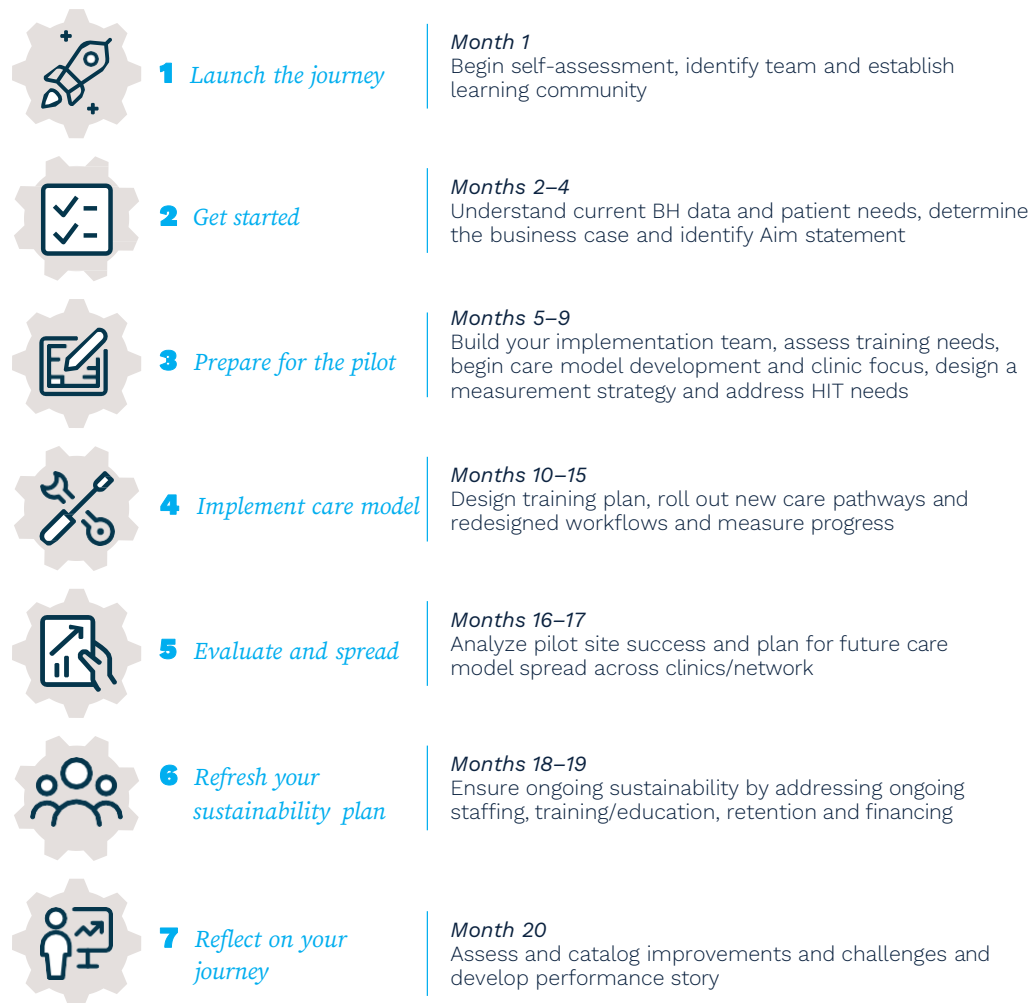 1 Launch the journey
Month 1
Begin self-assessment, identify team and establish
learning community
2 Get started
Months 2–4
Understand current BH data and patient needs, determine
the business case and identify Aim statement
3 Prepare for the pilot
Months 5–9
Build your implementation team, assess training needs,
begin care model development and clinic focus, design a
measurement strategy and address HIT needs
4 Implement care model
Months 10–15
Design training plan, roll out new care pathways and
redesigned workflows and measure progress
5 Evaluate and spread
Months 16–17
Analyze pilot site success and plan for future care
model spread across clinics/network
6 Refresh your
sustainability plan
Months 18–19
Ensure ongoing sustainability by addressing ongoing
staffing, training/education, retention and financing
7 Reflect on your
journey
Month 20
Assess and catalog improvements and challenges and
develop performance story